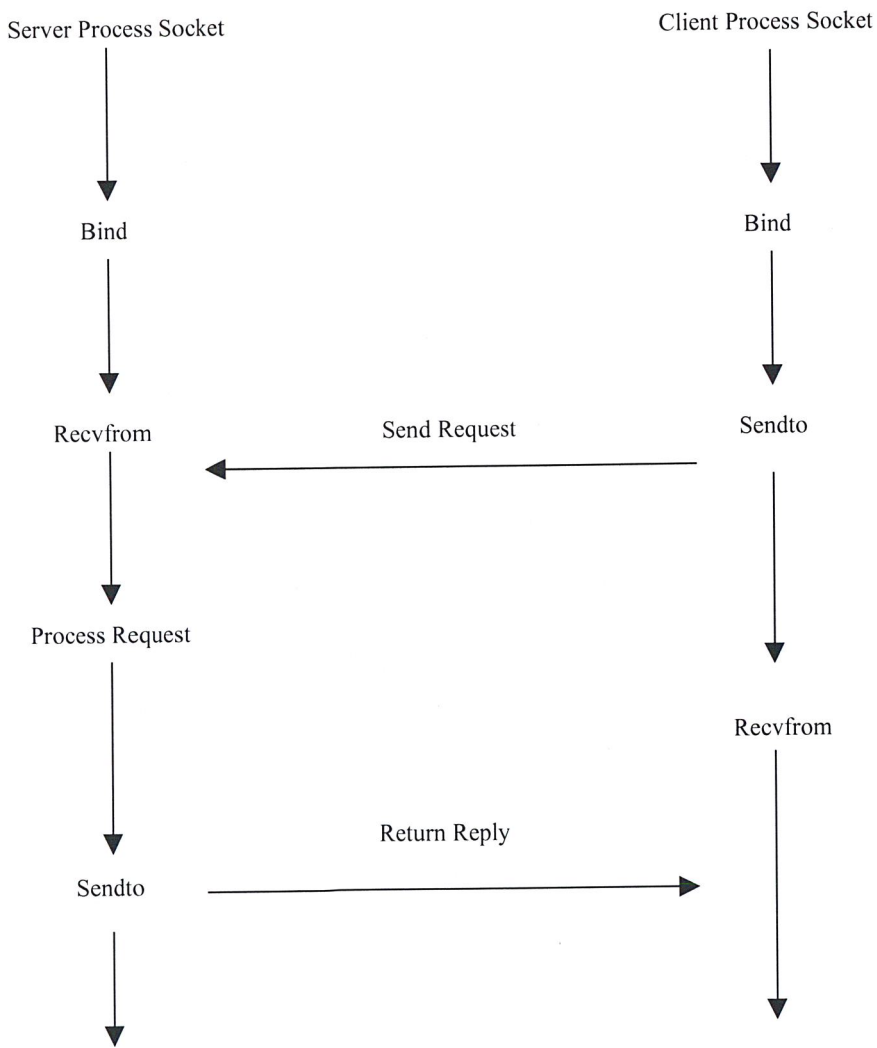 Server Process Socket
Client Process Socket
Bind
Bind
Recvfrom
Send Request
Sendto
Process Request
Recvfrom
Return Reply
Sendto